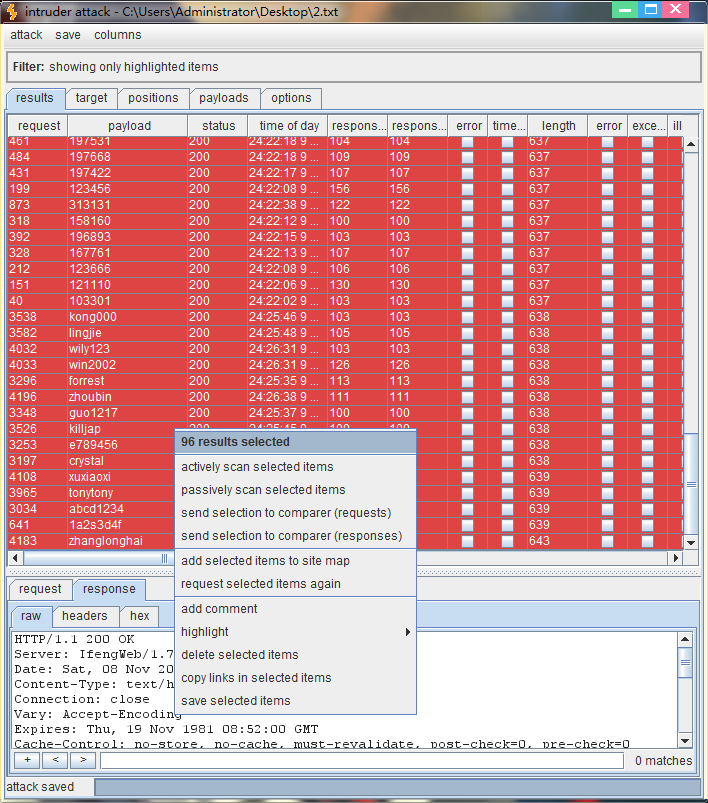 intruder attack - C:\Users\Administrator\Desktop\2.txt
attack save columns
Filter: showing only highlighted items
results target positions payloads options
request payload status time of day respons... respons... error time... length error exce... ill
461 197531 200 24:22:18 9 ... 104 104 637
484 197668 200 24:22:18 9 ... 109 109 637
431 197422 200 24:22:17 9 ... 107 107 637
199 123456 200 24:22:08 9 ... 156 156 637
873 313131 200 24:22:38 9 ... 122 122 637
318 158160 200 24:22:12 9 ... 100 100 637
392 196893 200 24:22:15 9 ... 103 103 637
328 167761 200 24:22:13 9 ... 107 107 637
212 123666 200 24:22:08 9 ... 106 106 637
151 121110 200 24:22:06 9 ... 130 130 637
40 103301 200 24:22:02 9 ... 103 103 637
3538 kong000 200 24:25:46 9 ... 103 103 638
3582 lingjie 200 24:25:48 9 ... 105 105 638
4032 wily123 200 24:26:31 9 ... 103 103 638
4033 win2002 200 24:26:31 9 ... 126 126 638
3296 forrest 200 24:25:35 9 ... 113 113 638
4196 zhoubin 200 24:26:38 9 ... 111 111 638
3348 guo1217 200 24:25:37 9 ... 100 100 638
3526 killjap 200 24:25:45 9 ... 100 100 638
3253 e789456 638
3197 crystal 638
4108 xuxiaoxi 639
3965 tonytony 639
3034 abcd1234 639
641 1a2s3d4f 639
4183 zhanglonghai 643
96 results selected
actively scan selected items
passively scan selected items
send selection to comparer (requests)
send selection to comparer (responses)
add selected items to site map
request selected items again
add comment
highlight
delete selected items
copy links in selected items
save selected items
request response
raw headers hex
HTTP/1.1 200 OK
Server: IfengWeb/1.7
Date: Sat, 08 Nov 20
Content-Type: text/h
Connection: close
Vary: Accept-Encoding
Expires: Thu, 19 Nov 1981 08:52:00 GMT
Cache-Control: no-store, no-cache, must-revalidate, post-check=0, pre-check=0
+ < > 0 matches
attack saved